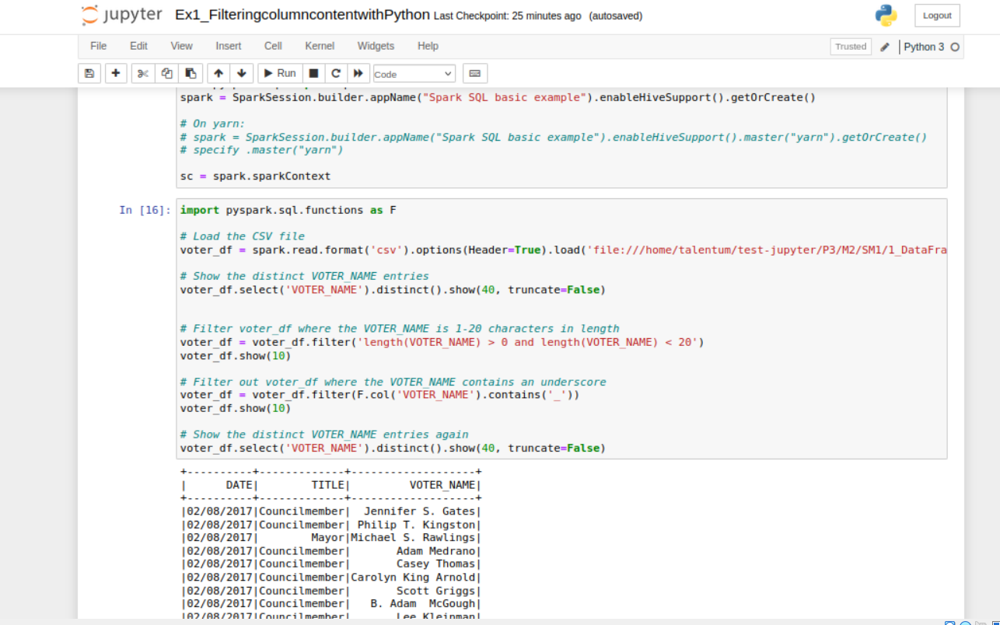 jupyter Ex1_FilteringcolumncontentwithPython Last Checkpoint: 25 minutes ago (autosaved) Logout
File Edit View Insert Cell Kernel Widgets Help Trusted Python 3
Run Code
spark = SparkSession.builder.appName("Spark SQL basic example").enableHiveSupport().getOrCreate()
# On yarn:
# spark = SparkSession.builder.appName("Spark SQL basic example").enableHiveSupport().master("yarn").getOrCreate()
# specify .master("yarn")
sc = spark.sparkContext
In [16]: import pyspark.sql.functions as F
# Load the CSV file
voter_df = spark.read.format('csv').options(Header=True).load('file:///home/talentum/test-jupyter/P3/M2/SM1/1_DataFra
# Show the distinct VOTER_NAME entries
voter_df.select('VOTER_NAME').distinct().show(40, truncate=False)
# Filter voter_df where the VOTER_NAME is 1-20 characters in length
voter_df = voter_df.filter('length(VOTER_NAME) > 0 and length(VOTER_NAME) < 20')
voter_df.show(10)
# Filter out voter_df where the VOTER_NAME contains an underscore
voter_df = voter_df.filter(F.col('VOTER_NAME').contains('_'))
voter_df.show(10)
# Show the distinct VOTER_NAME entries again
voter_df.select('VOTER_NAME').distinct().show(40, truncate=False)
+----------+-------------+-------------------+
|      DATE|        TITLE|         VOTER_NAME|
+----------+-------------+-------------------+
|02/08/2017|Councilmember|  Jennifer S. Gates|
|02/08/2017|Councilmember| Philip T. Kingston|
|02/08/2017|        Mayor|Michael S. Rawlings|
|02/08/2017|Councilmember|       Adam Medrano|
|02/08/2017|Councilmember|       Casey Thomas|
|02/08/2017|Councilmember|Carolyn King Arnold|
|02/08/2017|Councilmember|       Scott Griggs|
|02/08/2017|Councilmember|   B. Adam  McGough|
|02/08/2017|Councilmember|       Lee Kleinman|